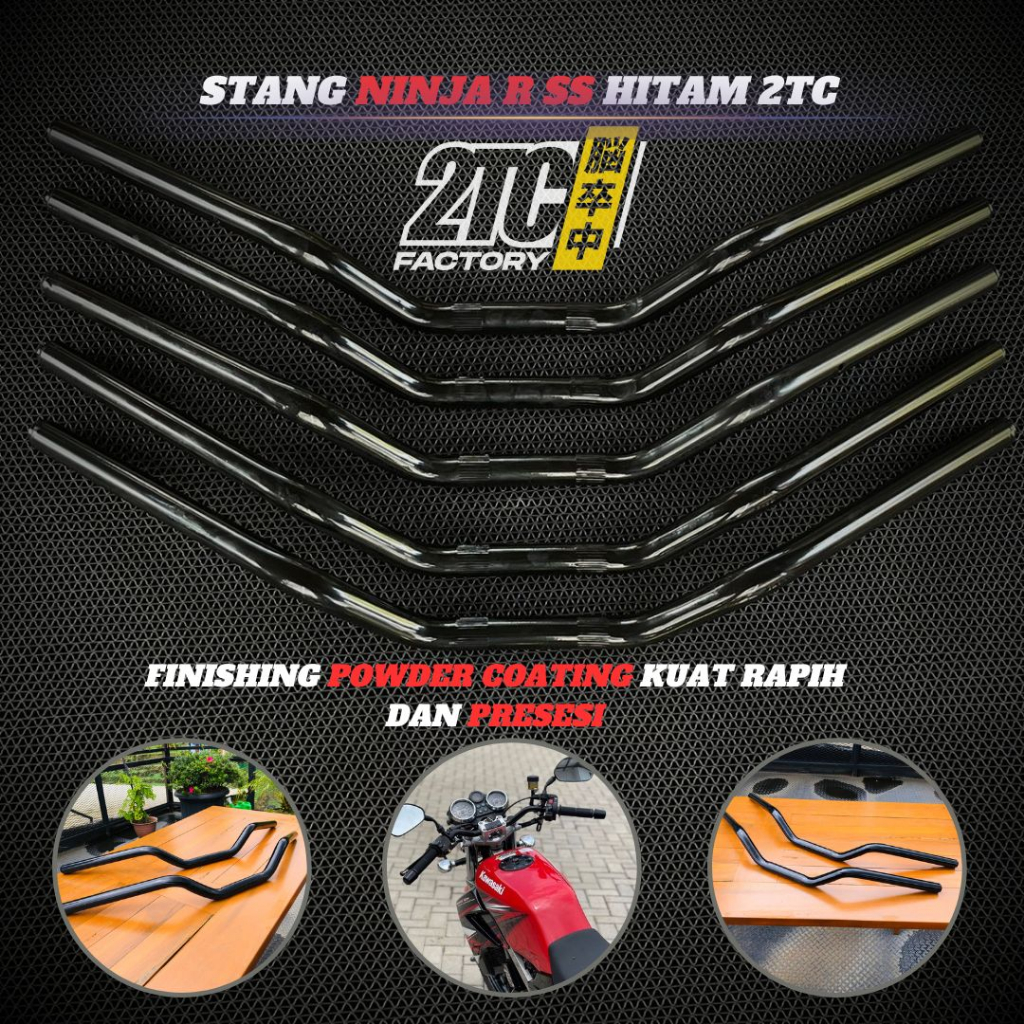 STANG NINJA R SS HITAM 2TC
2TC
FACTORY
脳卒中
FINISHING POWDER COATING KUAT RAPIH
DAN PRESESI
Kawasaki